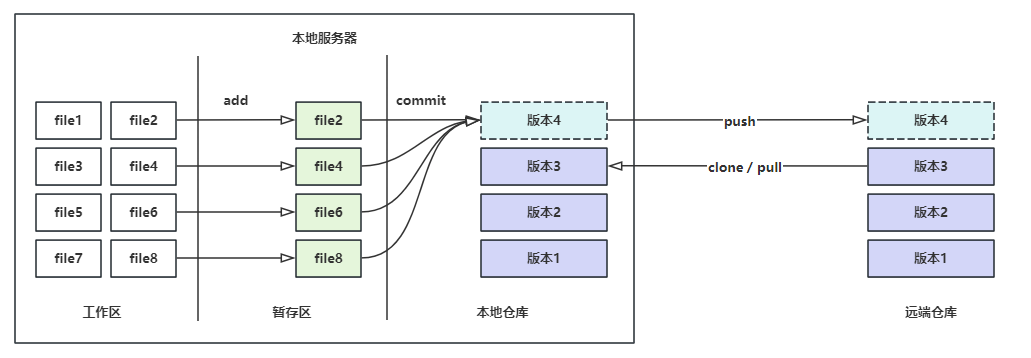 本地服务器
add
commit
file1
file2
file2
版本4
push
版本4
file3
file4
file4
版本3
clone / pull
版本3
file5
file6
file6
版本2
版本2
file7
file8
file8
版本1
版本1
工作区
暂存区
本地仓库
远端仓库